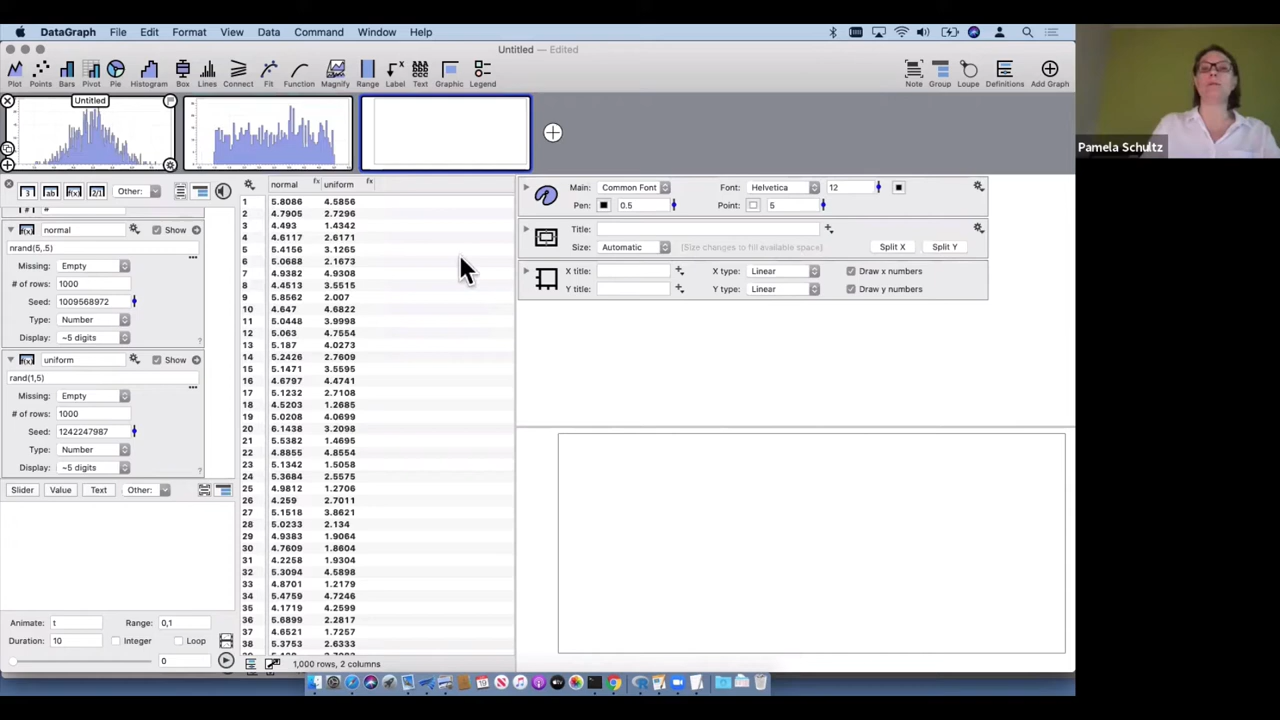 DataGraph File Edit Format View Data Command Window Help
Untitled — Edited
Plot Points Bars Pivot Pie Histogram Box Lines Connect Fit Function Magnify Range Label Text Graphic Legend Note Group Loupe Definitions Add Graph
Untitled
Pamela Schultz
Other:
#
normal Show
nrand(5,.5)
Missing: Empty
# of rows: 1000
Seed: 1009568972
Type: Number
Display: ~5 digits
uniform Show
rand(1,5)
Missing: Empty
# of rows: 1000
Seed: 1242247987
Type: Number
Display: ~5 digits
Slider Value Text Other:
Animate: t Range: 0,1
Duration: 10 Integer Loop
0
normal fx uniform fx
1 5.8086 4.5856
2 4.7905 2.7296
3 4.493 1.4342
4 4.6117 2.6171
5 5.4156 3.1265
6 5.0688 2.1673
7 4.9382 4.9308
8 4.4513 3.5515
9 5.8562 2.007
10 4.647 4.6822
11 5.0448 3.9998
12 5.063 4.7554
13 5.187 4.0273
14 5.2426 2.7609
15 5.1471 3.5595
16 4.6797 4.4741
17 5.1232 2.7108
18 4.5203 1.2685
19 5.0208 4.0699
20 6.1438 3.2098
21 5.5382 1.4695
22 4.8855 4.8554
23 5.1342 1.5058
24 5.3684 2.5575
25 4.9812 1.2706
26 4.259 2.7011
27 5.1518 3.8621
28 5.0233 2.134
29 4.9383 1.9064
30 4.7609 1.8604
31 4.2258 1.9304
32 5.3094 4.5898
33 4.8701 1.2179
34 5.4759 4.7246
35 4.1719 4.2599
36 5.6899 2.2817
37 4.6521 1.7257
38 5.3753 2.6333
1,000 rows, 2 columns
Main: Common Font Font: Helvetica 12
Pen: 0.5 Point: 5
Title:
Size: Automatic (Size changes to fill available space) Split X Split Y
X title: X type: Linear Draw x numbers
Y title: Y type: Linear Draw y numbers